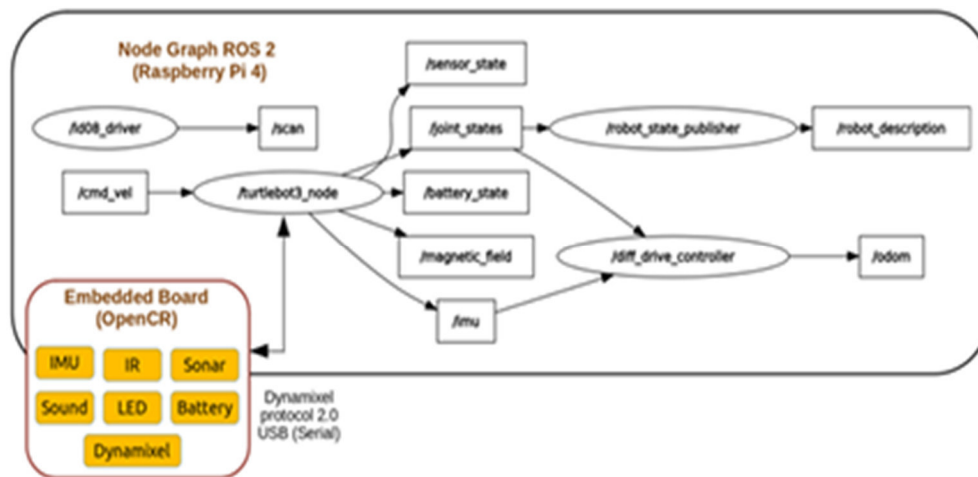 Node Graph ROS 2
(Raspberry Pi 4)
/sensor_state
/ld08_driver
/scan
/joint_states
/robot_state_publisher
/robot_description
/cmd_vel
/turtlebot3_node
/battery_state
/magnetic_field
/diff_drive_controller
/odom
/imu
Embedded Board
(OpenCR)
IMU
IR
Sonar
Sound
LED
Battery
Dynamixel
Dynamixel
protocol 2.0
USB (Serial)